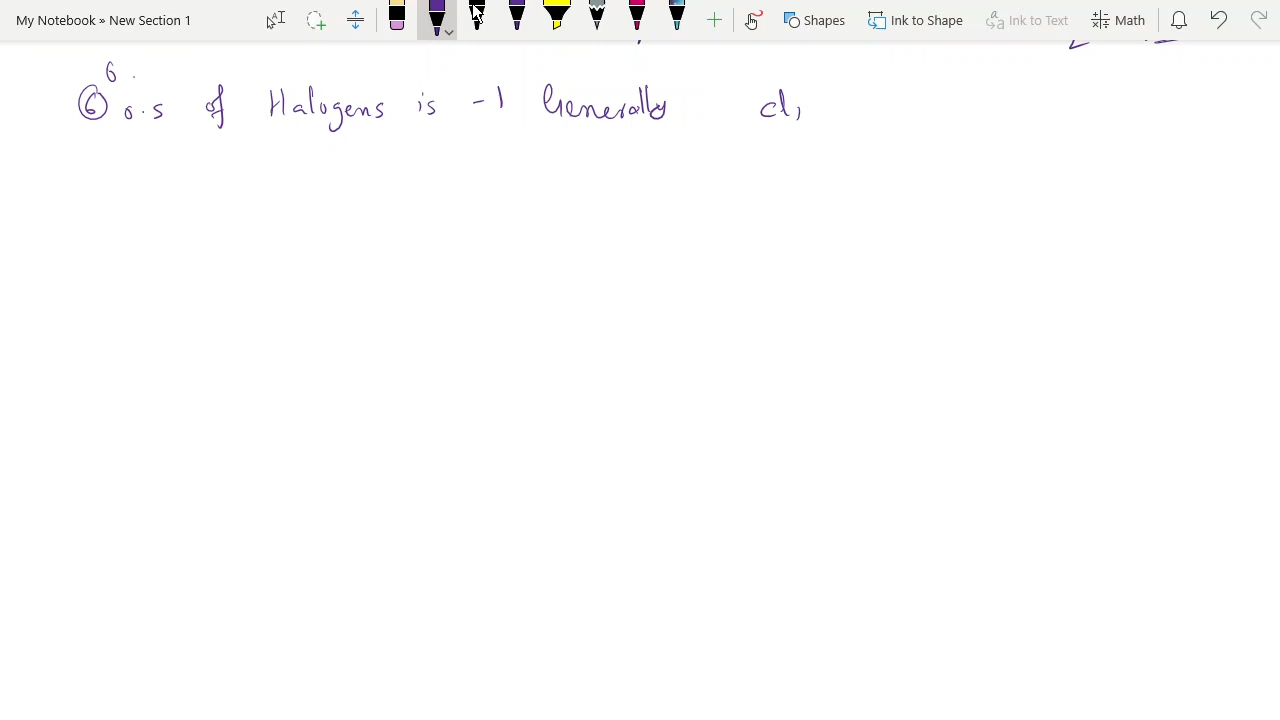 My Notebook » New Section 1 Shapes Ink to Shape Ink to Text Math
6.
⑥ o.s of Halogens is -1 Generally cl,